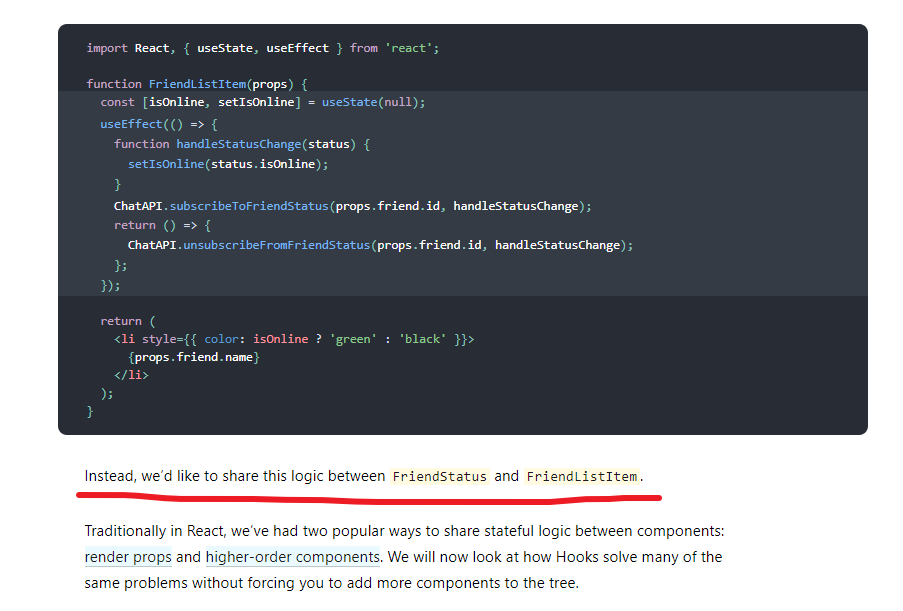 import React, { useState, useEffect } from 'react';
function FriendListItem(props) {
const [isOnline, setIsOnline] = useState(null);
useEffect(() => {
function handleStatusChange(status) {
setIsOnline(status.isOnline);
}
ChatAPI.subscribeToFriendStatus(props.friend.id, handleStatusChange);
return () => {
ChatAPI.unsubscribeFromFriendStatus(props.friend.id, handleStatusChange);
};
});
return (
<li style={{ color: isOnline ? 'green' : 'black' }}>
{props.friend.name}
</li>
);
}
Instead, we’d like to share this logic between FriendStatus and FriendListItem.
Traditionally in React, we’ve had two popular ways to share stateful logic between components:
render props and higher-order components. We will now look at how Hooks solve many of the
same problems without forcing you to add more components to the tree.